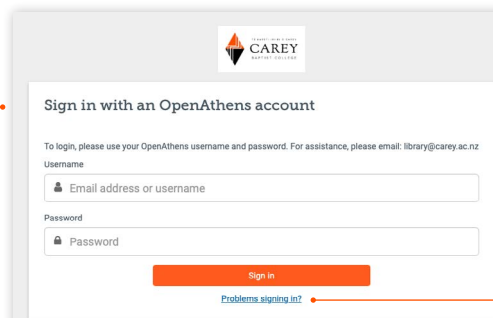 CAREY
BAPTIST COLLEGE
Sign in with an OpenAthens account
To login, please use your OpenAthens username and password. For assistance, please email: library@carey.ac.nz
Username
Email address or username
Password
Password
Sign in
Problems signing in?